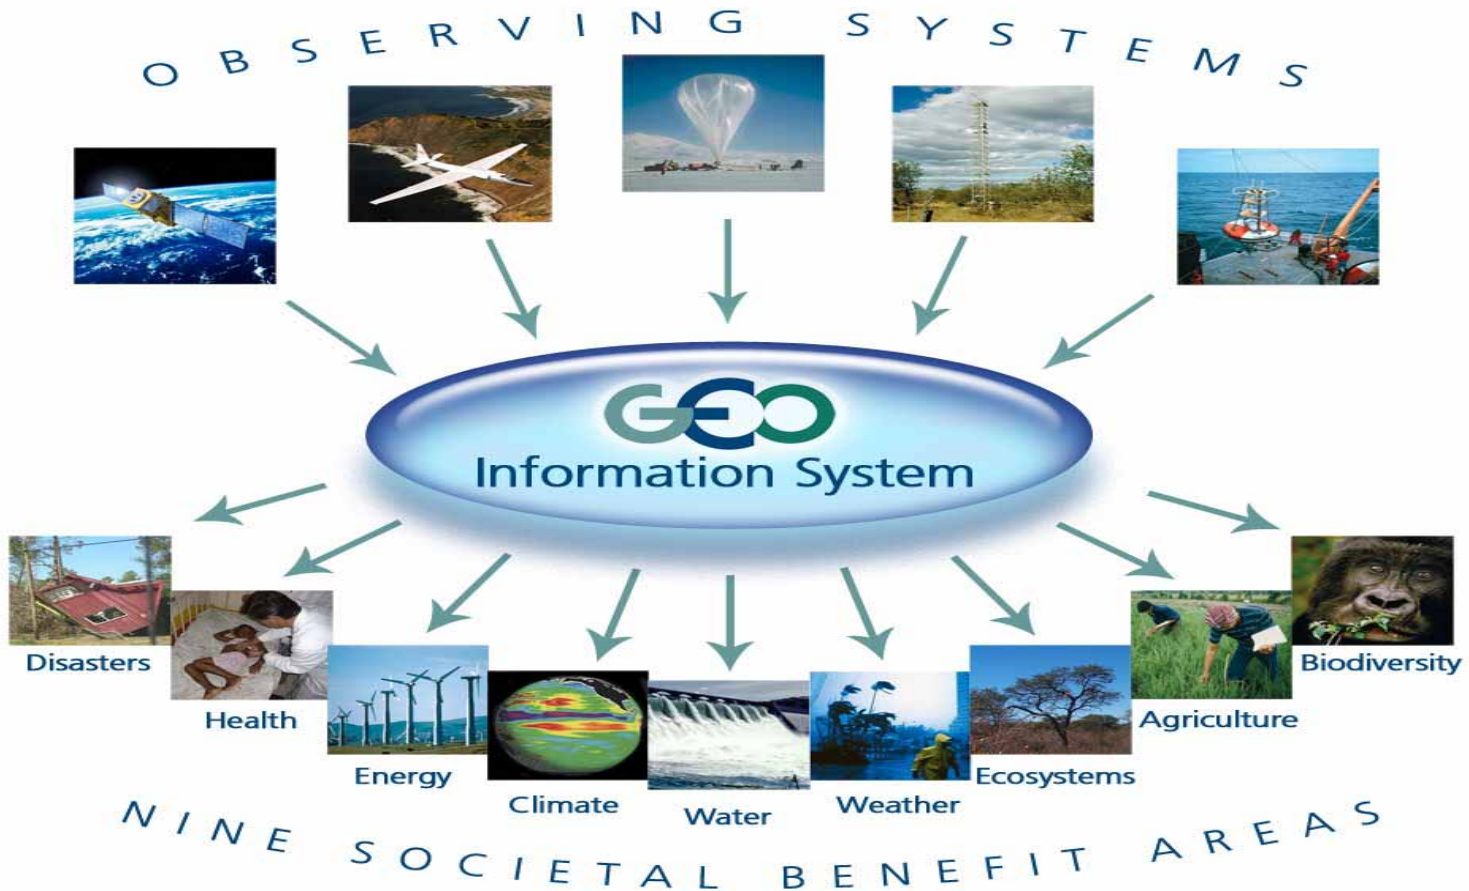 OBSERVING SYSTEMS
GEO
Information System
Disasters
Health
Energy
Climate
Water
Weather
Ecosystems
Agriculture
Biodiversity
NINE SOCIETAL BENEFIT AREAS